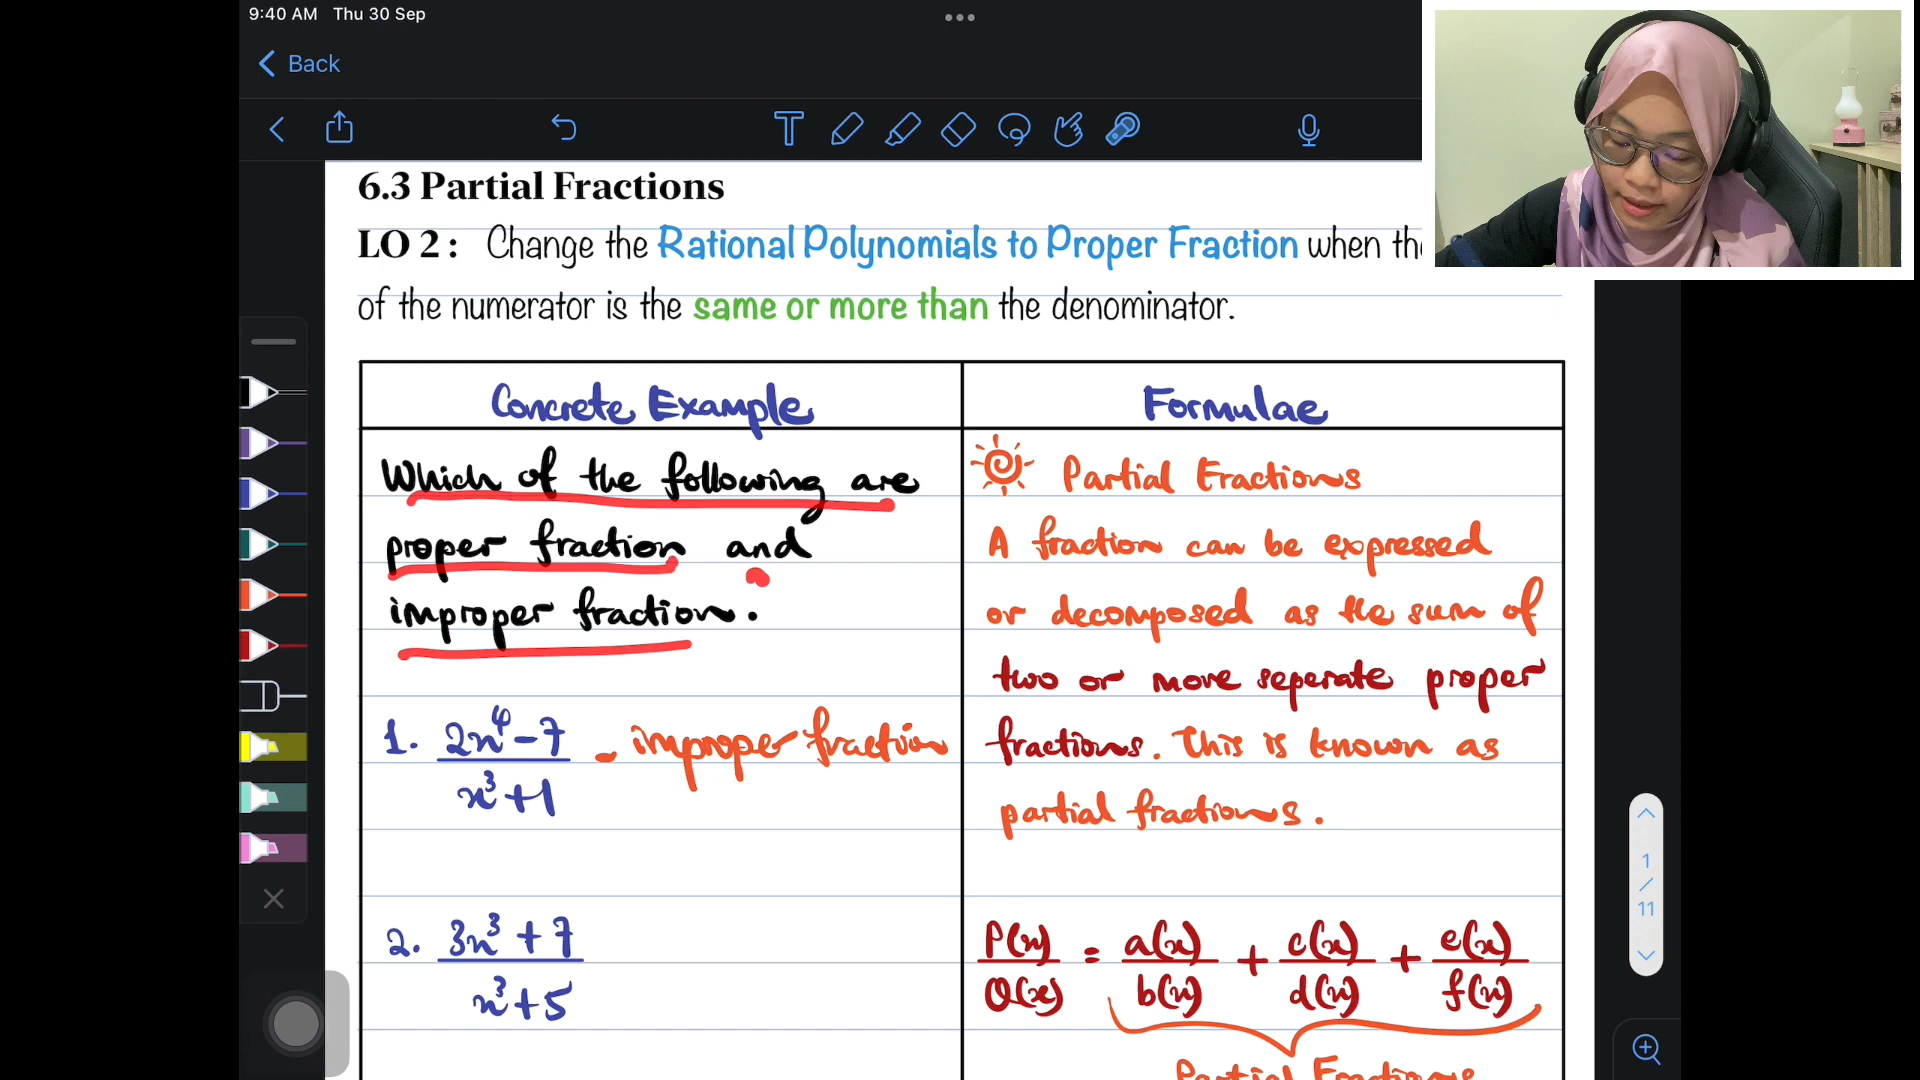 9:40 AM Thu 30 Sep
Back
6.3 Partial Fractions
LO 2 : Change the Rational Polynomials to Proper Fraction when
of the numerator is the same or more than the denominator.
Concrete Example
Which of the following are
proper fraction and
improper fraction.
1. (2x⁴ - 7)/(x³ + 1) - improper fraction
2. (3x³ + 7)/(x³ + 5)
Formulae
Partial Fractions
A fraction can be expressed
or decomposed as the sum of
two or more seperate proper
fractions. This is known as
partial fractions.
P(x)/Q(x) = a(x)/b(x) + c(x)/d(x) + e(x)/f(x)
Partial Fractions
1
/
11